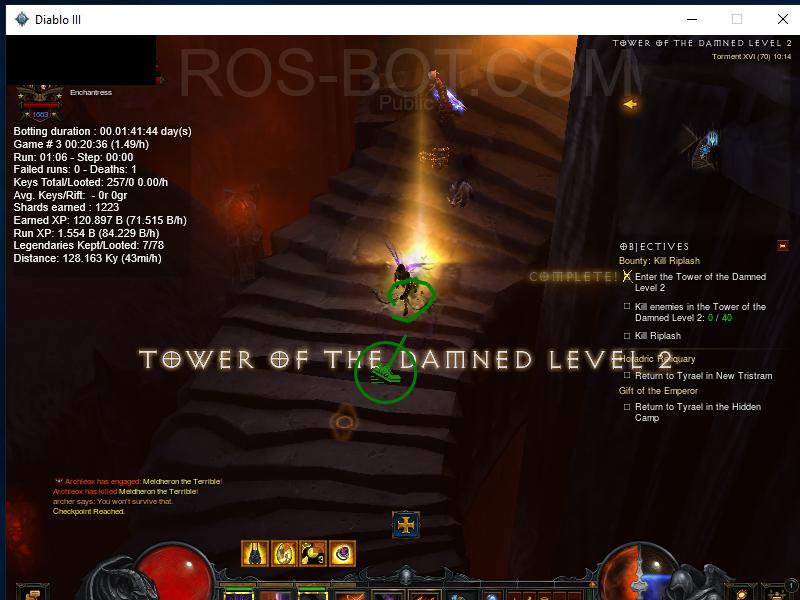 Diablo III
ROS-BOT.COM
Public
TOWER OF THE DAMNED LEVEL 2
Torment XVI (70) 10:14
Enchantress
1663
Botting duration : 00.01:41:44 day(s)
Game # 3 00:20:36 (1.49/h)
Run: 01:06 - Step: 00:00
Failed runs: 0 - Deaths: 1
Keys Total/Looted: 257/0 0.00/h
Avg. Keys/Rift:  - 0r 0gr
Shards earned : 1223
Earned XP: 120.897 B (71.515 B/h)
Run XP: 1.554 B (84.229 B/h)
Legendaries Kept/Looted: 7/78
Distance: 128.163 Ky (43mi/h)
OBJECTIVES
Bounty: Kill Riplash
COMPLETE!
Enter the Tower of the Damned
Level 2
Kill enemies in the Tower of the
Damned Level 2: 0 / 40
Kill Riplash
Horadric Reliquary
Return to Tyrael in New Tristram
Gift of the Emperor
Return to Tyrael in the Hidden
Camp
TOWER OF THE DAMNED LEVEL 2
Archleox has engaged: Meldheron the Terrible!
Archleox has killed Meldheron the Terrible!
archer says: You won't survive that.
Checkpoint Reached.
3
1